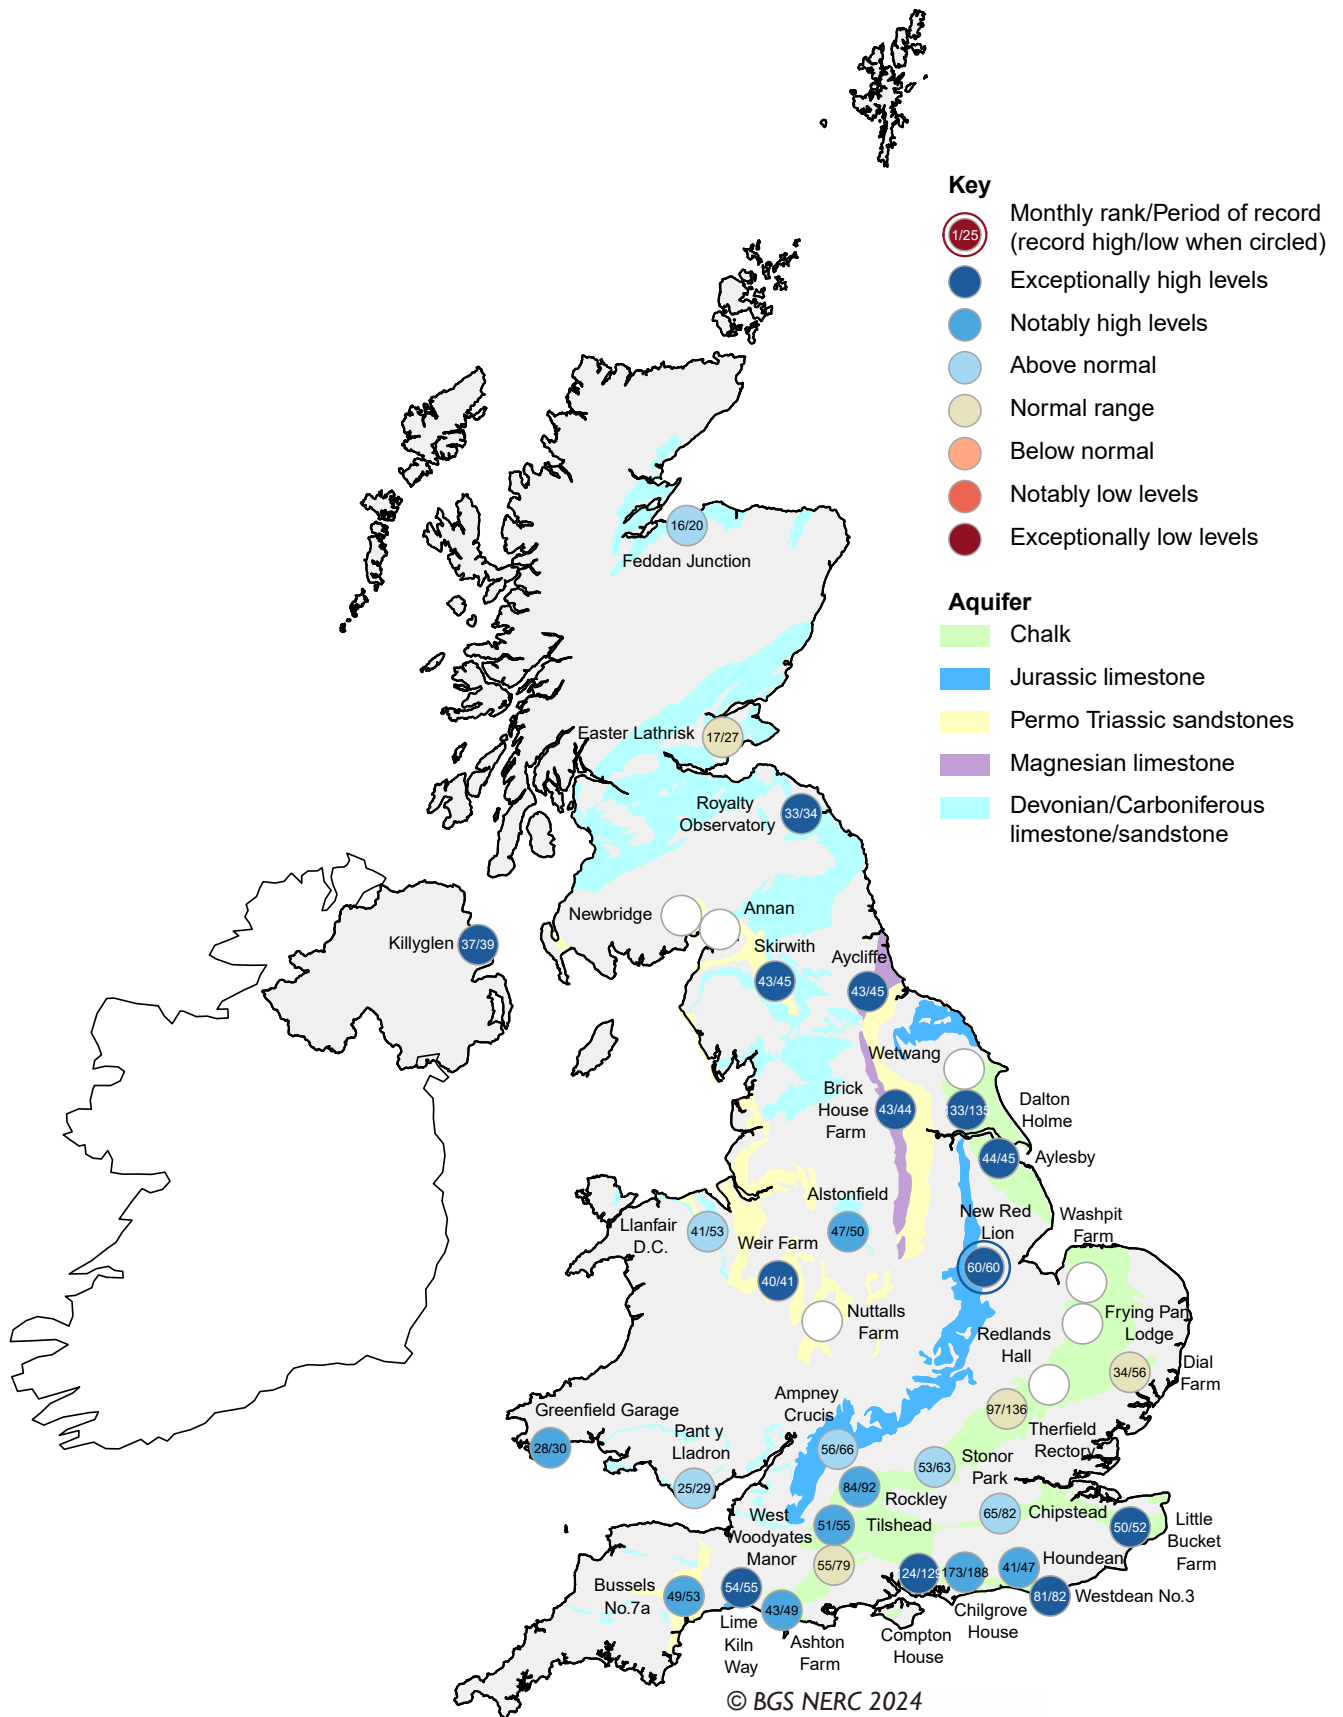 Key
1/25
Monthly rank/Period of record
(record high/low when circled)
Exceptionally high levels
Notably high levels
Above normal
Normal range
Below normal
Notably low levels
Exceptionally low levels
Aquifer
Chalk
Jurassic limestone
Permo Triassic sandstones
Magnesian limestone
Devonian/Carboniferous
limestone/sandstone
16/20
Feddan Junction
Easter Lathrisk
17/27
Royalty
Observatory
33/34
Newbridge
Annan
Killyglen
37/39
Skirwith
43/45
Aycliffe
43/45
Wetwang
Brick
House
Farm
43/44
133/135
Dalton
Holme
44/45
Aylesby
Alstonfield
47/50
Llanfair
D.C.
41/53
Weir Farm
40/41
New Red
Lion
60/60
Washpit
Farm
Nuttalls
Farm
Frying Pan
Lodge
Redlands
Hall
34/56
Dial
Farm
97/136
Therfield
Rectory
Ampney
Crucis
56/66
Greenfield Garage
28/30
Pant y
Lladron
25/29
53/63
Stonor
Park
84/92
Rockley
65/82
Chipstead
50/52
Little
Bucket
Farm
51/55
Tilshead
West
Woodyates
Manor
55/79
Bussels
No.7a
49/53
54/55
Lime
Kiln
Way
43/49
Ashton
Farm
24/129
Compton
House
173/188
Chilgrove
House
41/47
Houndean
81/82
Westdean No.3
© BGS NERC 2024